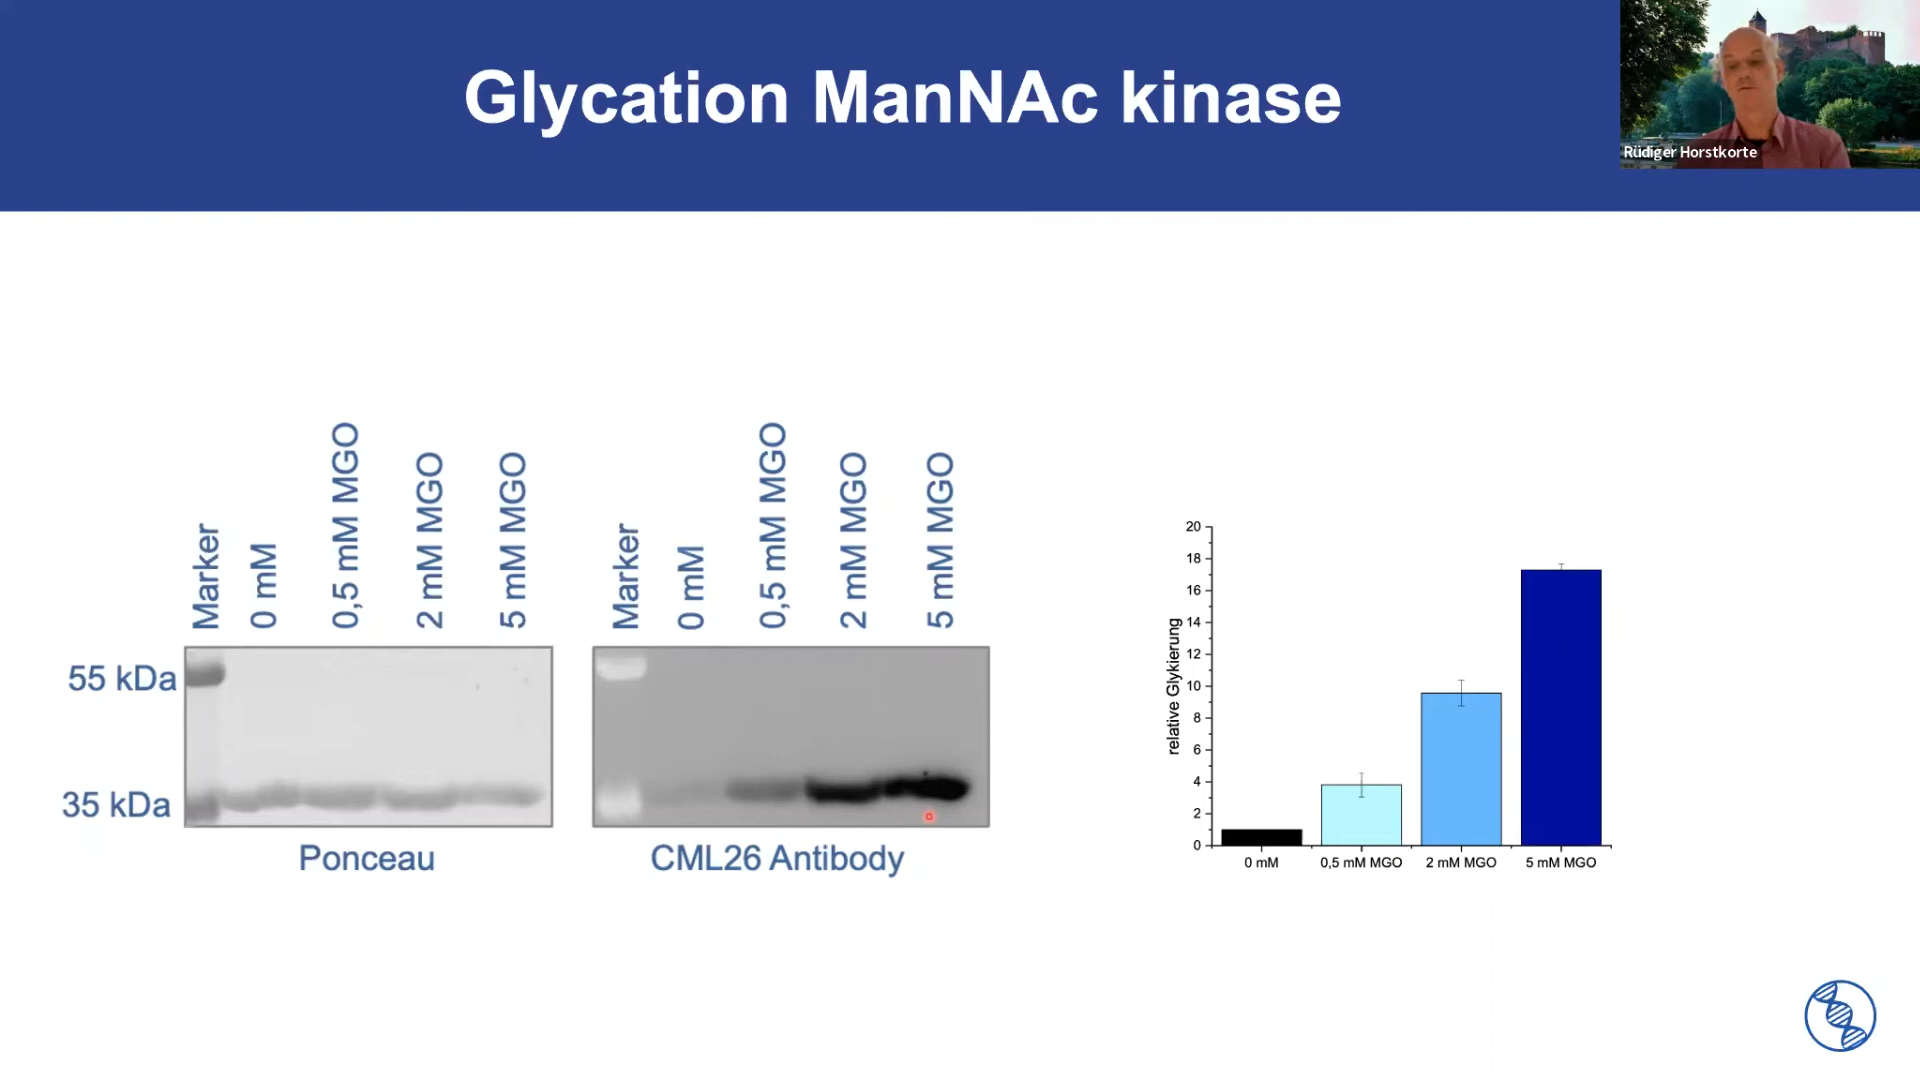 Glycation ManNAc kinase
Rüdiger Horstkorte
Marker
0 mM
0,5 mM MGO
2 mM MGO
5 mM MGO
Marker
0 mM
0,5 mM MGO
2 mM MGO
5 mM MGO
55 kDa
35 kDa
Ponceau
CML26 Antibody
relative Glykierung
20
18
16
14
12
10
8
6
4
2
0
0 mM
0,5 mM MGO
2 mM MGO
5 mM MGO